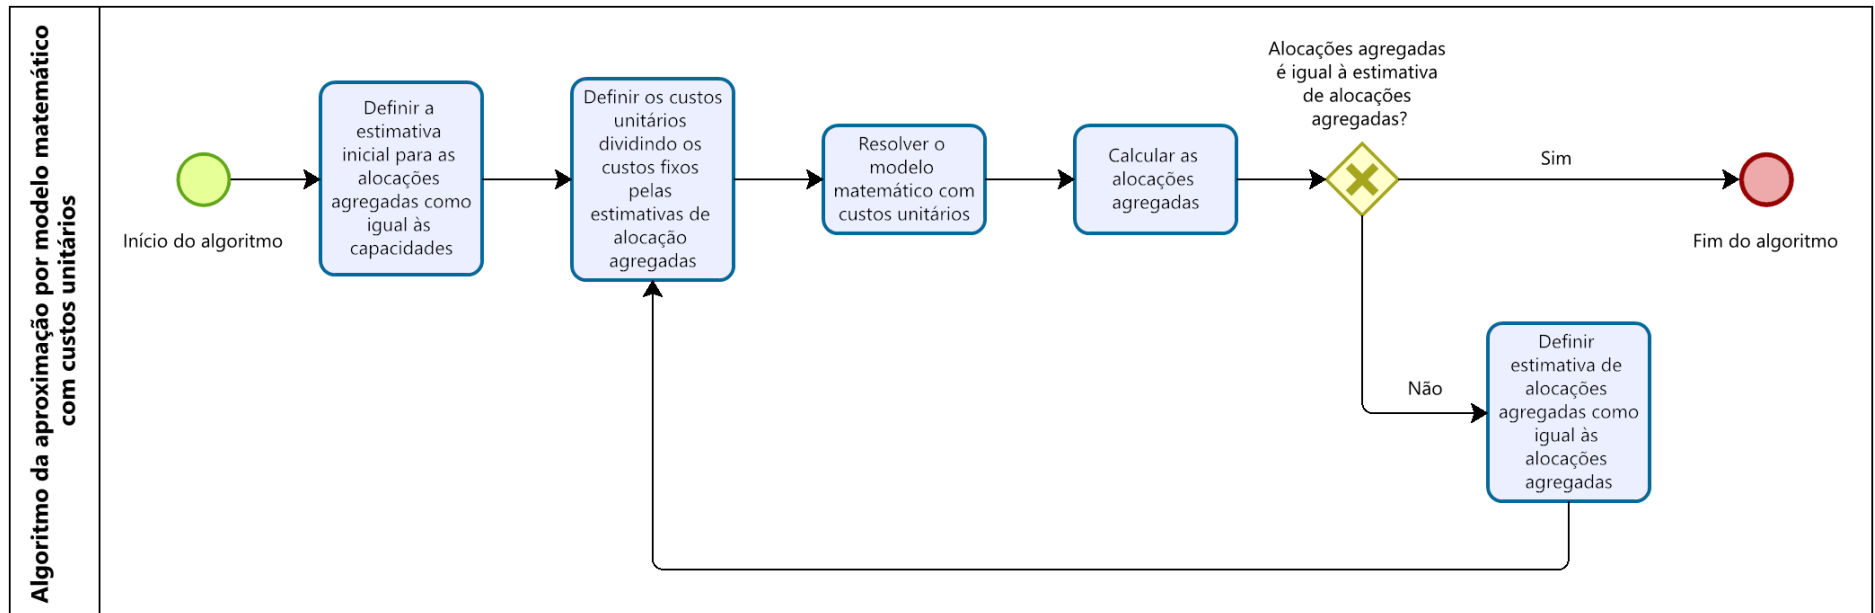 Algoritmo da aproximação por modelo matemático
com custos unitários
Início do algoritmo
Definir a
estimativa
inicial para as
alocações
agregadas como
igual às
capacidades
Definir os custos
unitários
dividindo os
custos fixos
pelas
estimativas de
alocação
agregadas
Resolver o
modelo
matemático com
custos unitários
Calcular as
alocações
agregadas
Alocações agregadas
é igual à estimativa
de alocações
agregadas?
Sim
Fim do algoritmo
Não
Definir
estimativa de
alocações
agregadas como
igual às
alocações
agregadas